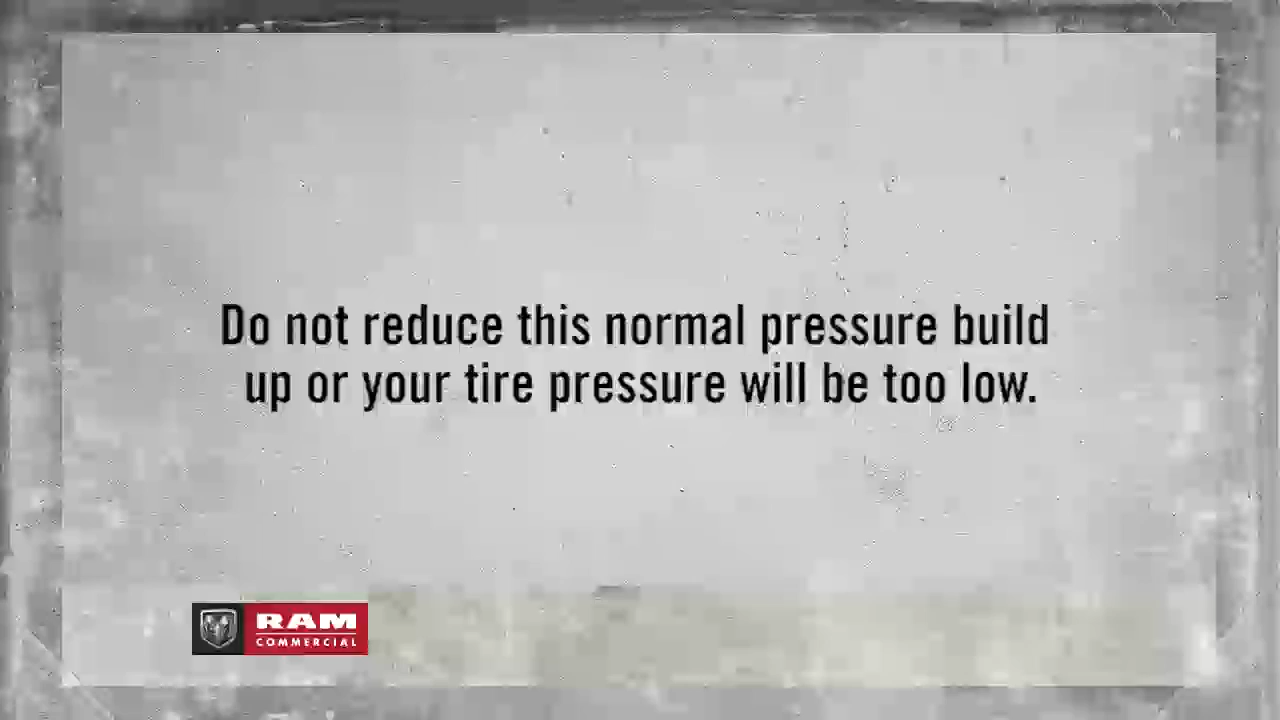 Do not reduce this normal pressure build
up or your tire pressure will be too low.
RAM
COMMERCIAL